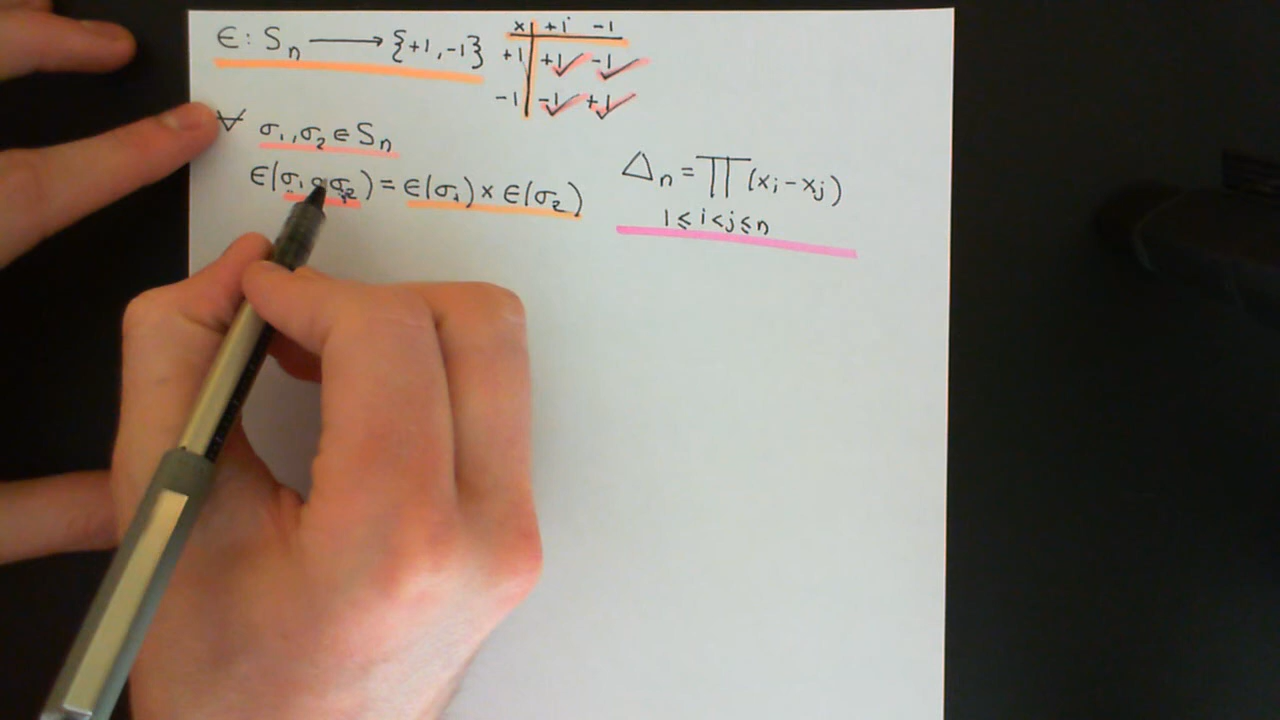 ∈ : Sₙ ⟶ {+1, -1}
x +1 -1
+1 +1 -1
-1 -1 +1
∀ σ₁, σ₂ ∈ Sₙ
∈(σ₁∘σ₂) = ∈(σ₁) × ∈(σ₂)
Δₙ = ∏ (xᵢ - xⱼ)
1 ≤ i < j ≤ n